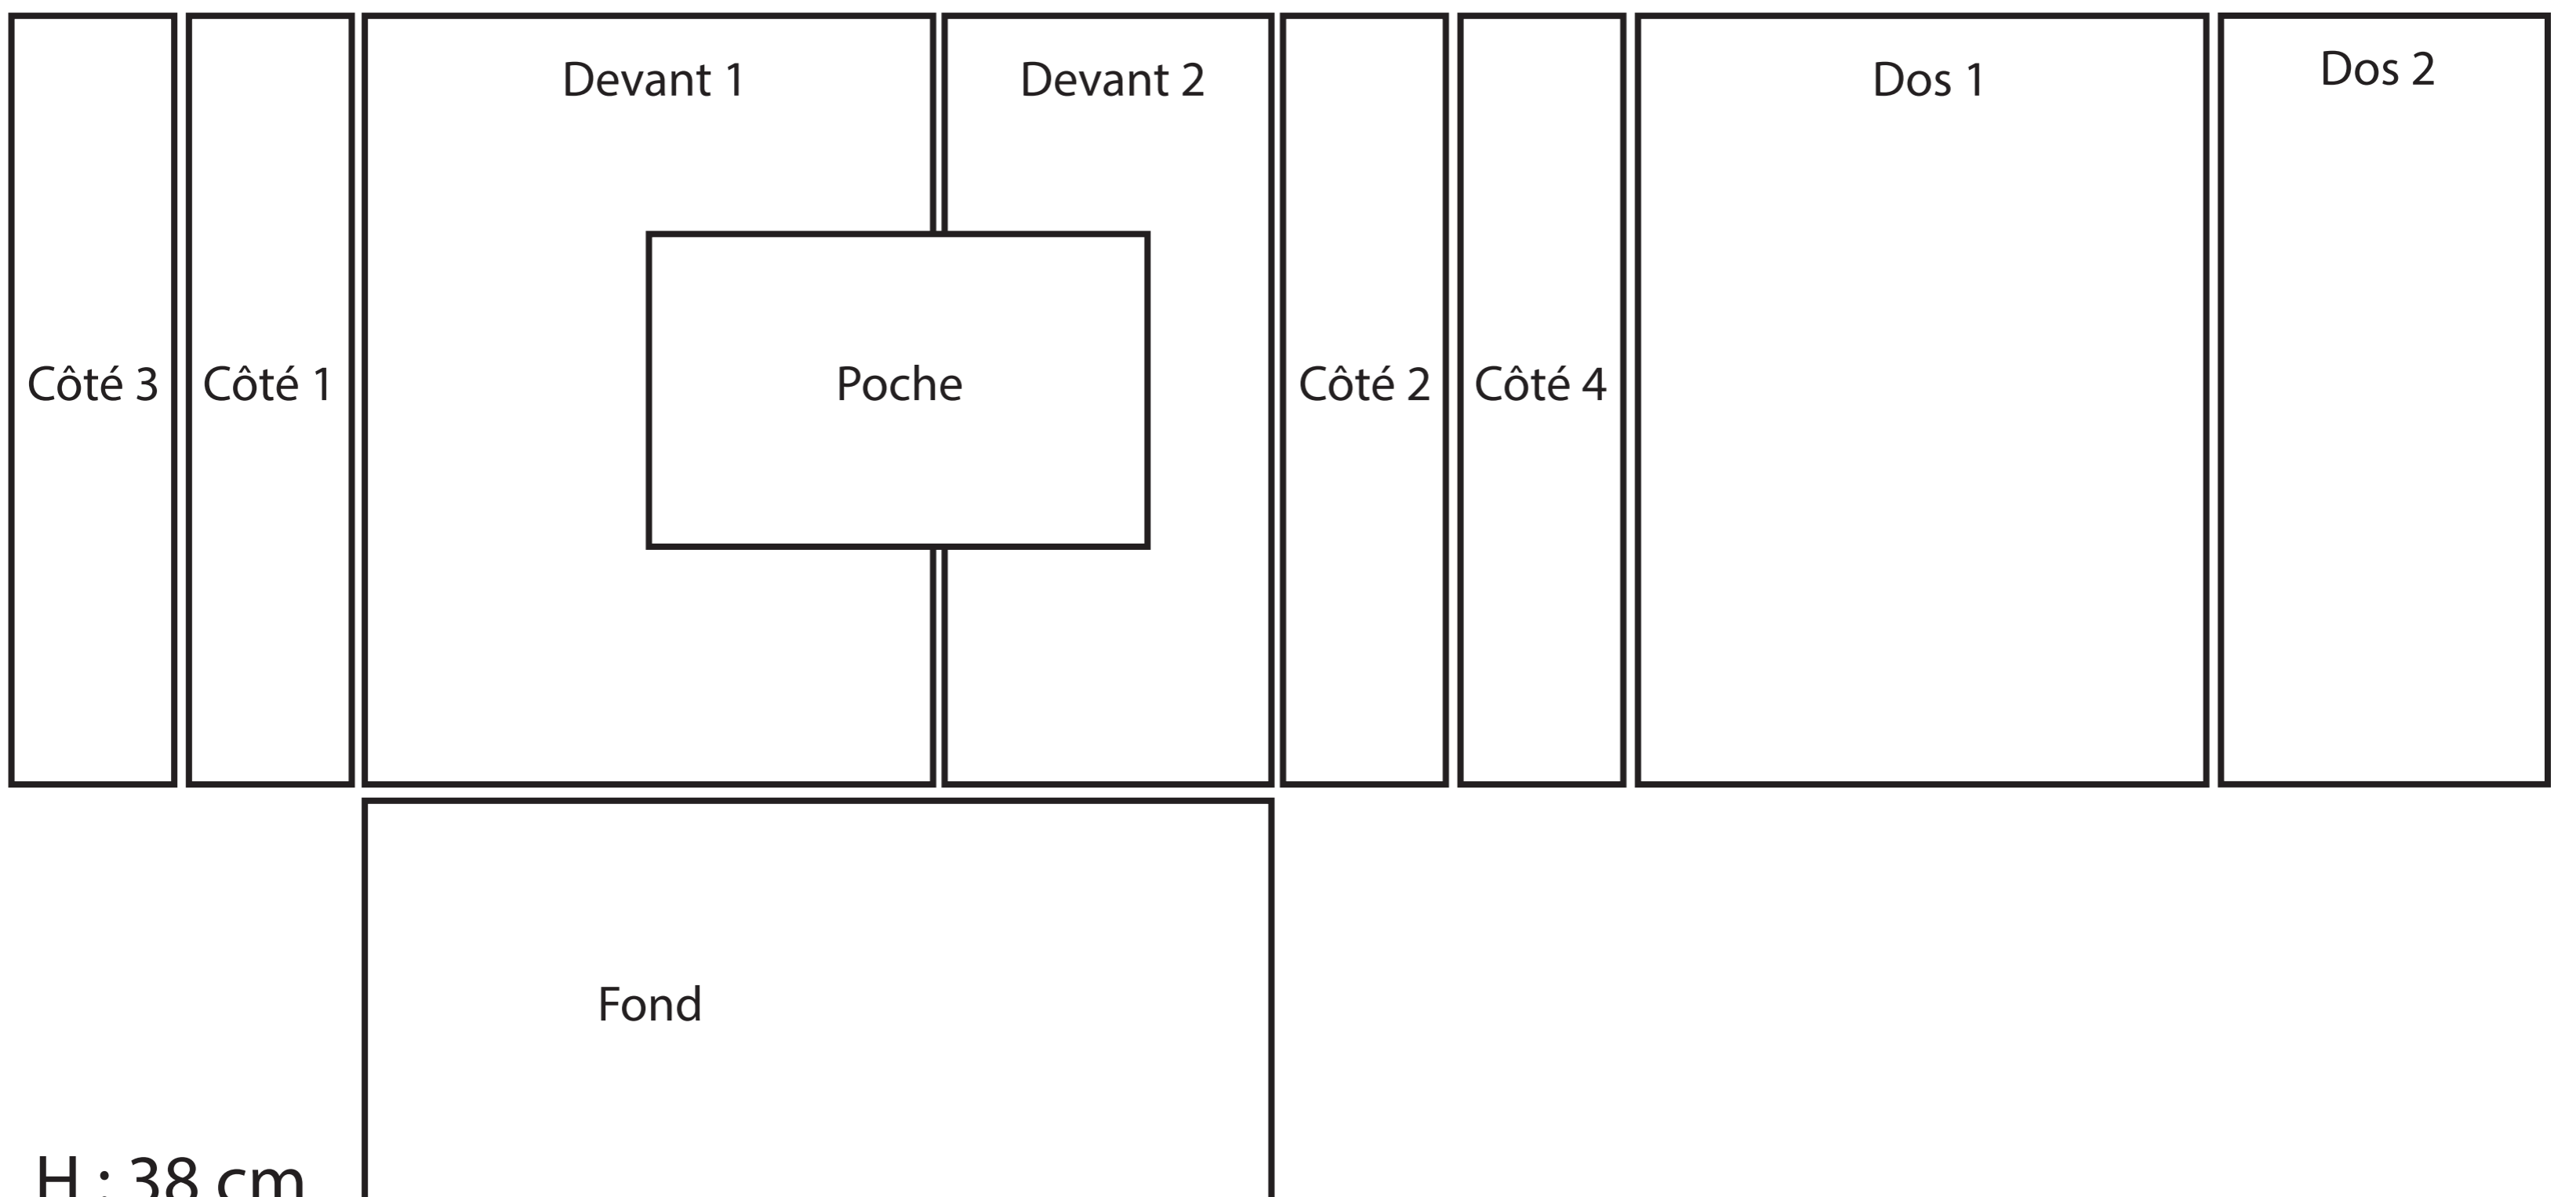 Devant 1
Devant 2
Dos 1
Dos 2
Côté 3
Côté 1
Poche
Côté 2
Côté 4
Fond
H : 38 cm